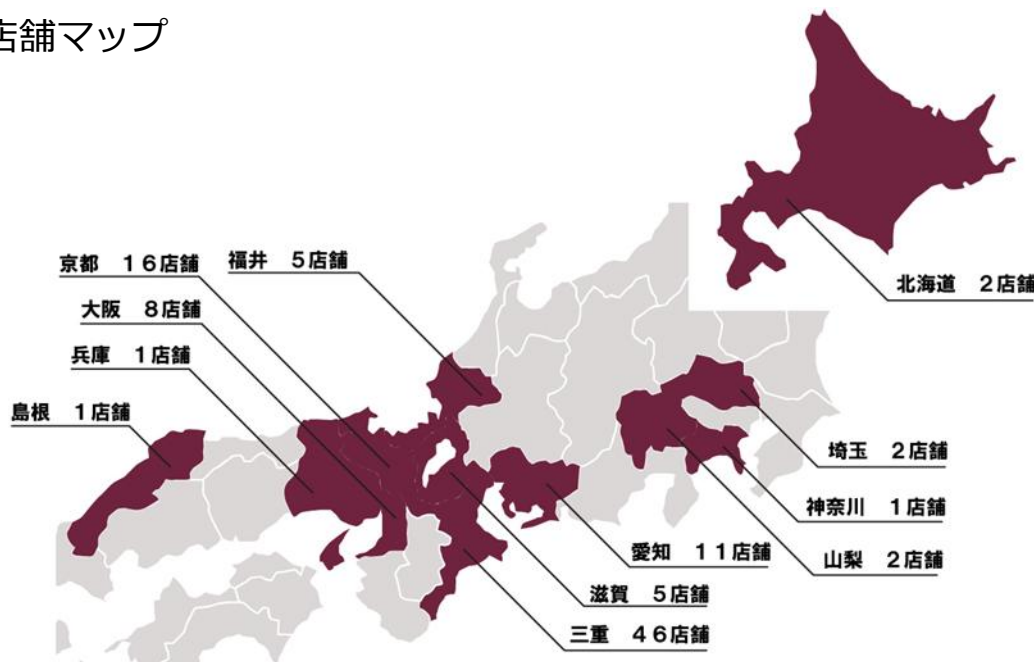 店舗マップ
北海道　２店舗
京都　１６店舗
福井　５店舗
大阪　８店舗
兵庫　１店舗
島根　１店舗
埼玉　２店舗
神奈川　１店舗
愛知　１１店舗
山梨　２店舗
滋賀　５店舗
三重　４６店舗